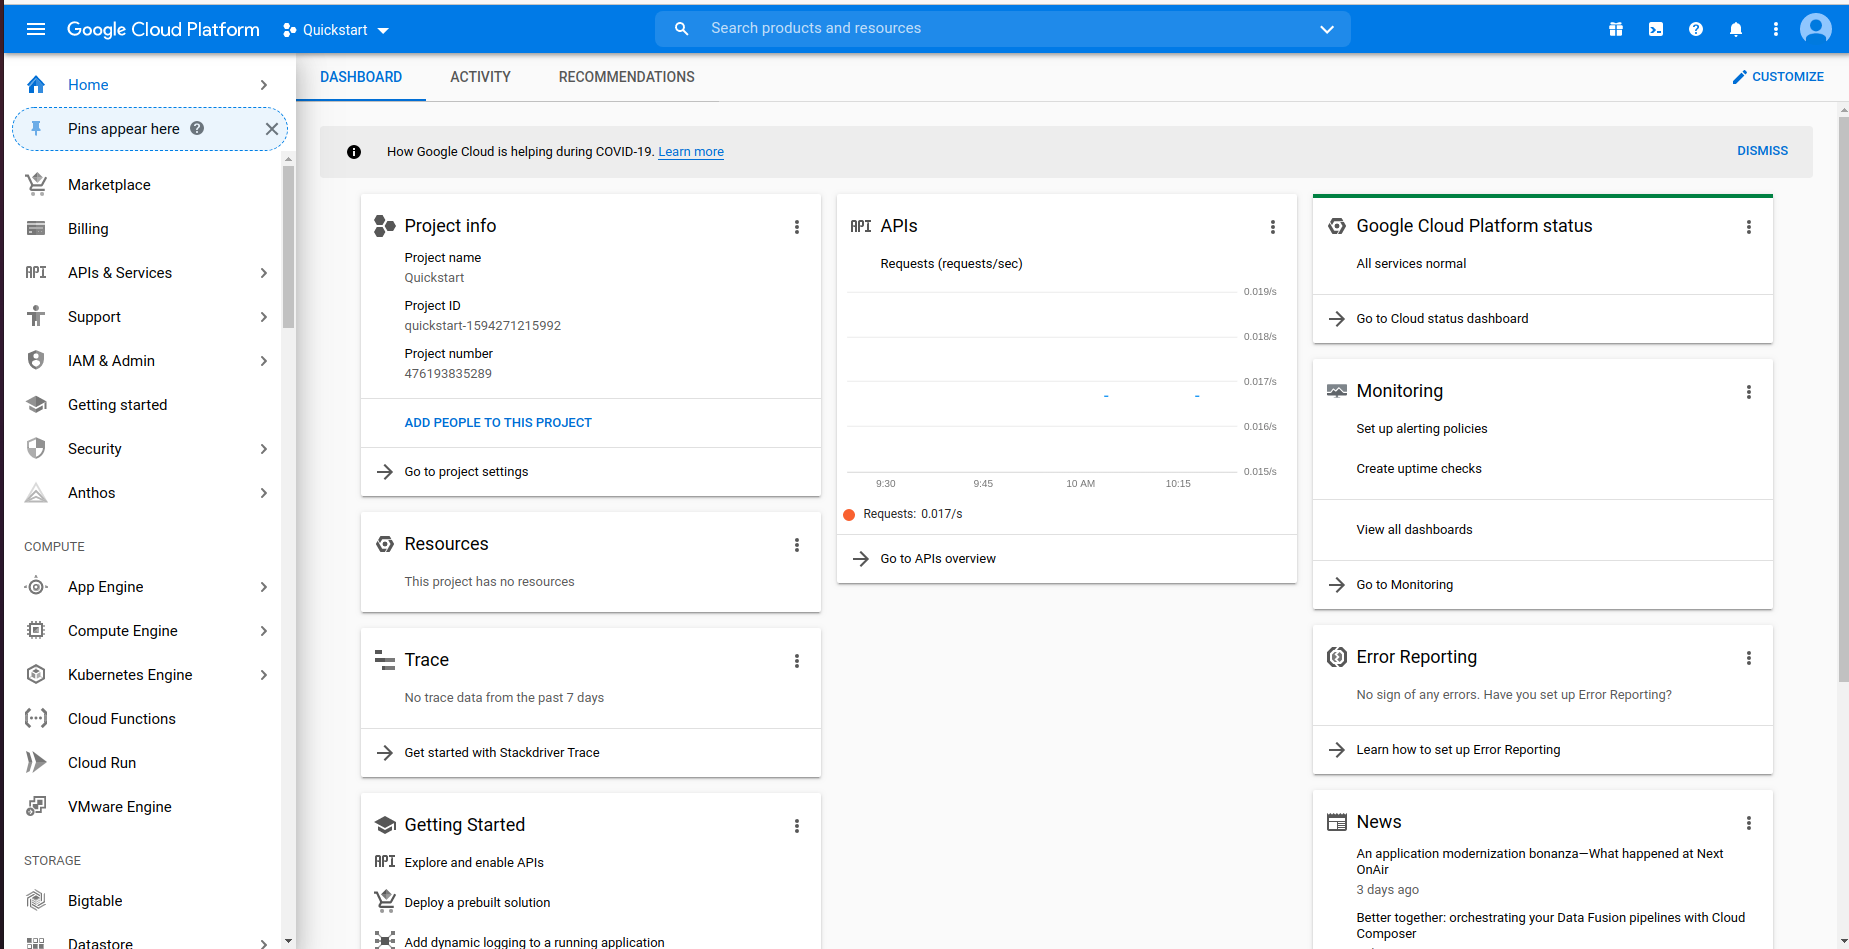 Google Cloud Platform
Quickstart
Search products and resources
Home
Pins appear here
Marketplace
Billing
API APIs & Services
Support
IAM & Admin
Getting started
Security
Anthos
COMPUTE
App Engine
Compute Engine
Kubernetes Engine
Cloud Functions
Cloud Run
VMware Engine
STORAGE
Bigtable
Datastore
DASHBOARD ACTIVITY RECOMMENDATIONS
CUSTOMIZE
How Google Cloud is helping during COVID-19. Learn more
DISMISS
Project info
Project name
Quickstart
Project ID
quickstart-1594271215992
Project number
476193835289
ADD PEOPLE TO THIS PROJECT
Go to project settings
Resources
This project has no resources
Trace
No trace data from the past 7 days
Get started with Stackdriver Trace
Getting Started
API Explore and enable APIs
Deploy a prebuilt solution
Add dynamic logging to a running application
API APIs
Requests (requests/sec)
0.019/s
0.018/s
0.017/s
0.016/s
0.015/s
9:30 9:45 10 AM 10:15
Requests: 0.017/s
Go to APIs overview
Google Cloud Platform status
All services normal
Go to Cloud status dashboard
Monitoring
Set up alerting policies
Create uptime checks
View all dashboards
Go to Monitoring
Error Reporting
No sign of any errors. Have you set up Error Reporting?
Learn how to set up Error Reporting
News
An application modernization bonanza—What happened at Next
OnAir
3 days ago
Better together: orchestrating your Data Fusion pipelines with Cloud
Composer